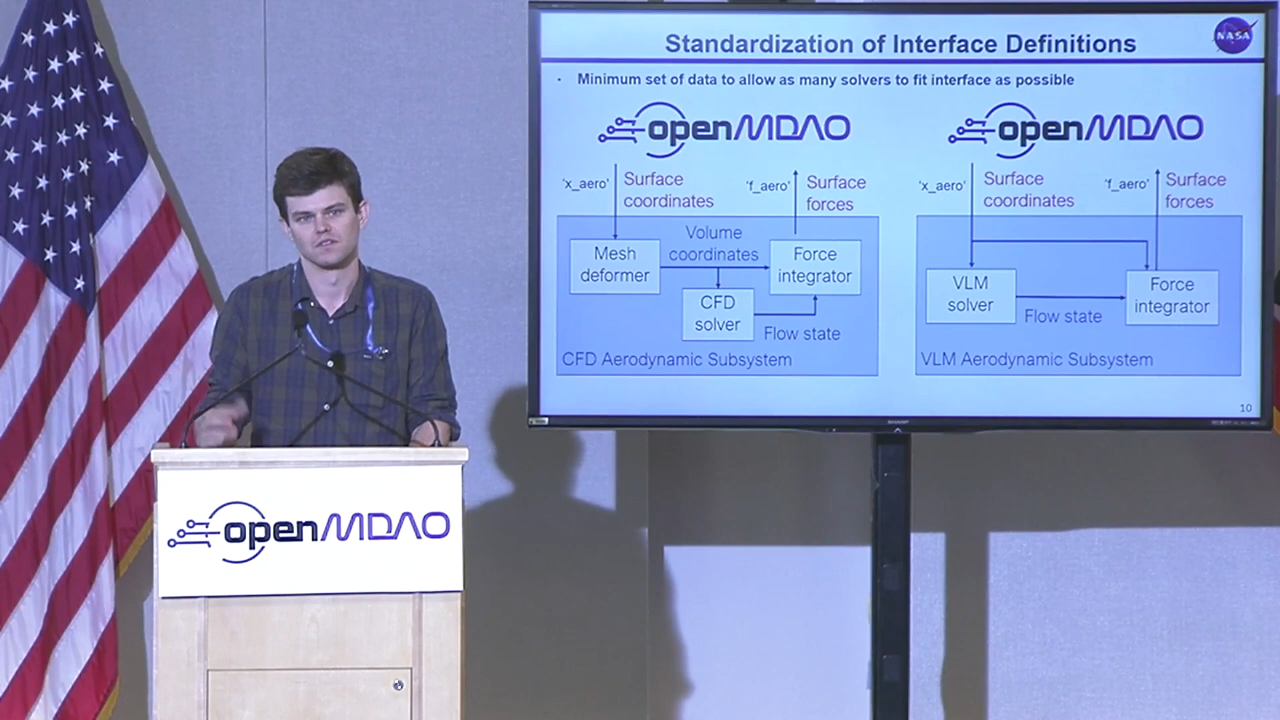 Standardization of Interface Definitions
NASA
· Minimum set of data to allow as many solvers to fit interface as possible
openMDAO
'x_aero'
Surface
coordinates
'f_aero'
Surface
forces
Mesh
deformer
Volume
coordinates
Force
integrator
CFD
solver
Flow state
CFD Aerodynamic Subsystem
openMDAO
'x_aero'
Surface
coordinates
'f_aero'
Surface
forces
VLM
solver
Force
integrator
Flow state
VLM Aerodynamic Subsystem
10
openMDAO